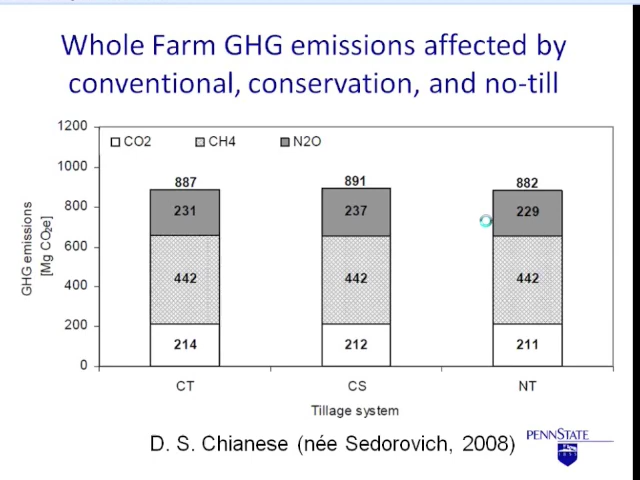 Whole Farm GHG emissions affected by
conventional, conservation, and no-till
1200
1000
800
600
400
200
0
GHG emissions
[Mg CO2e]
CO2 CH4 N2O
887 891 882
231 237 229
442 442 442
214 212 211
CT CS NT
Tillage system
D. S. Chianese (née Sedorovich, 2008)
PENNSTATE